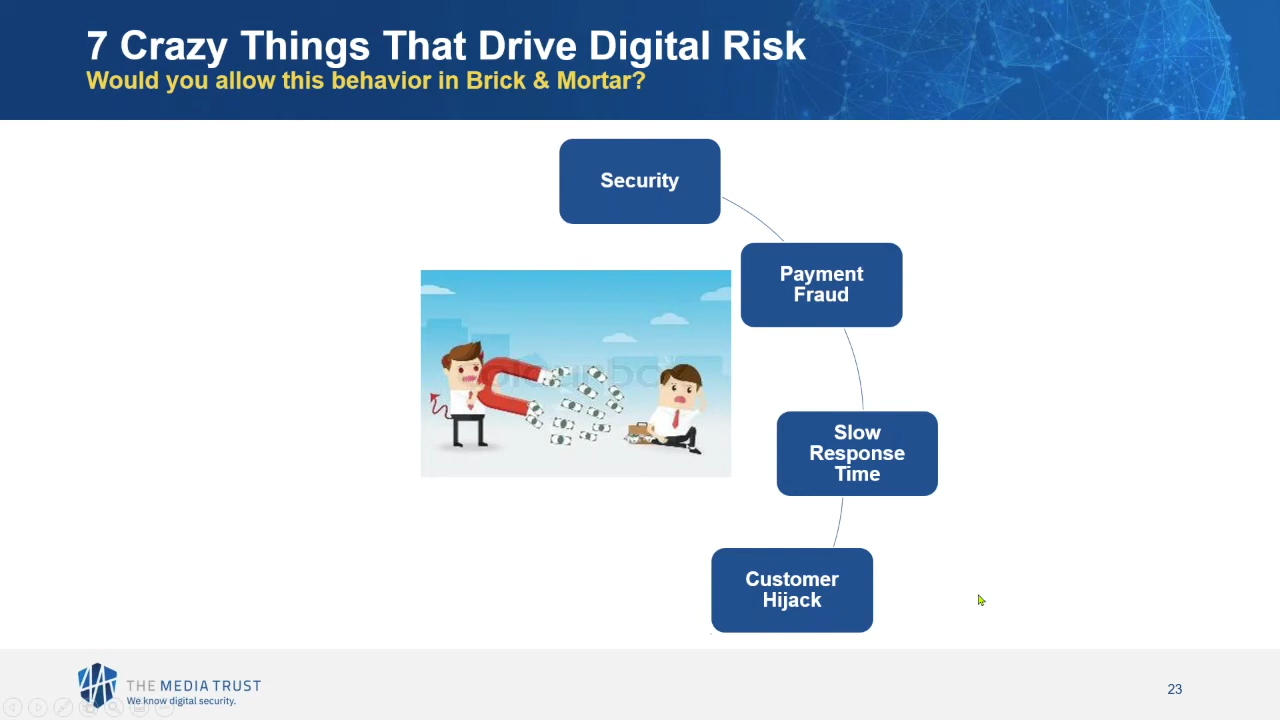 7 Crazy Things That Drive Digital Risk
Would you allow this behavior in Brick & Mortar?
Security
Payment
Fraud
Slow
Response
Time
Customer
Hijack
THE MEDIA TRUST
We know digital security.
23